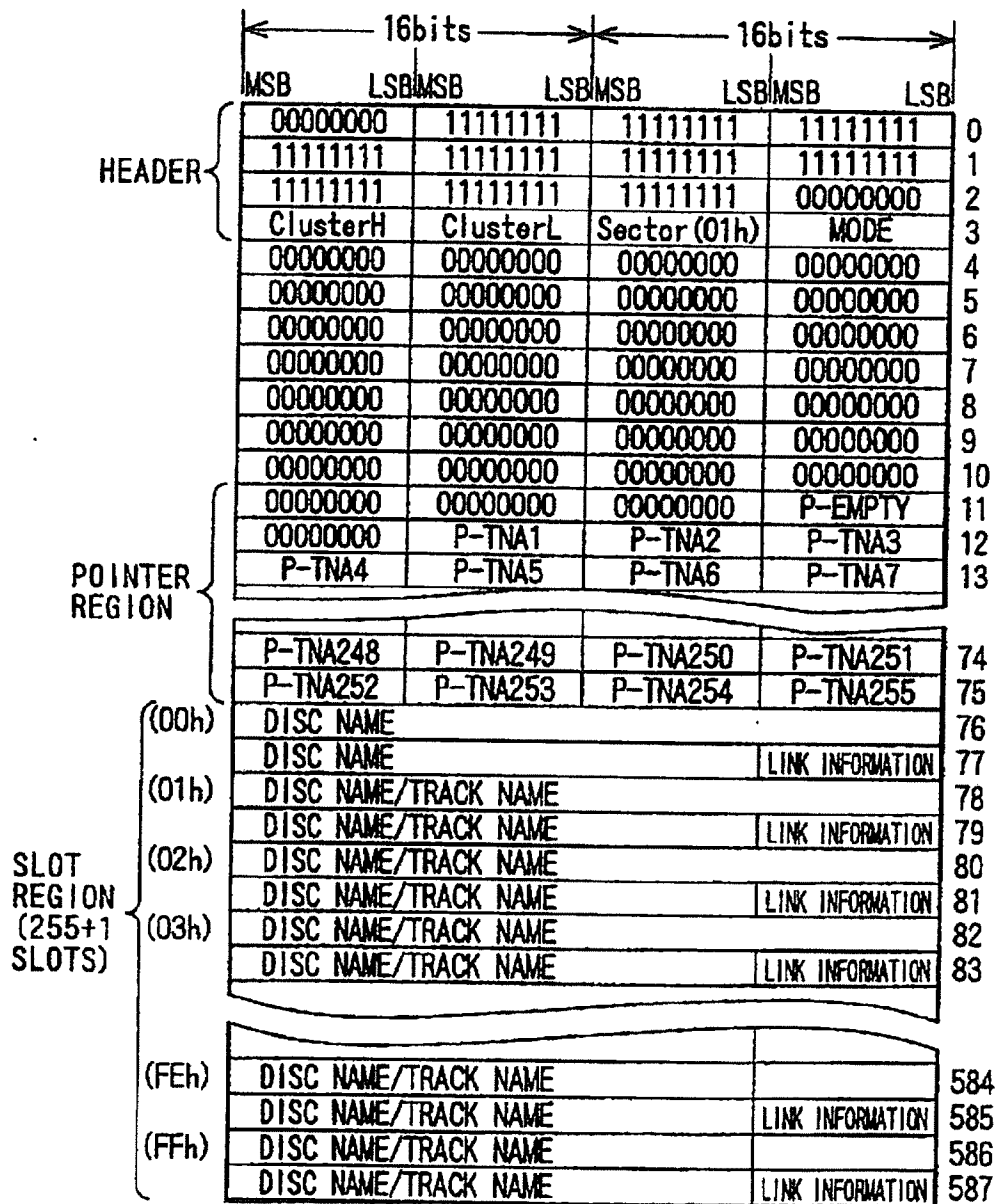 16bits 16bits
MSB LSB MSB LSB MSB LSB MSB LSB
HEADER
00000000 11111111 11111111 11111111 0
11111111 11111111 11111111 11111111 1
11111111 11111111 11111111 00000000 2
ClusterH ClusterL Sector(01h) MODE 3
00000000 00000000 00000000 00000000 4
00000000 00000000 00000000 00000000 5
00000000 00000000 00000000 00000000 6
00000000 00000000 00000000 00000000 7
00000000 00000000 00000000 00000000 8
00000000 00000000 00000000 00000000 9
00000000 00000000 00000000 00000000 10
POINTER
REGION
00000000 00000000 00000000 P-EMPTY 11
00000000 P-TNA1 P-TNA2 P-TNA3 12
P-TNA4 P-TNA5 P-TNA6 P-TNA7 13
P-TNA248 P-TNA249 P-TNA250 P-TNA251 74
P-TNA252 P-TNA253 P-TNA254 P-TNA255 75
SLOT
REGION
(255+1
SLOTS)
(00h) DISC NAME 76
DISC NAME LINK INFORMATION 77
(01h) DISC NAME/TRACK NAME 78
DISC NAME/TRACK NAME LINK INFORMATION 79
(02h) DISC NAME/TRACK NAME 80
DISC NAME/TRACK NAME LINK INFORMATION 81
(03h) DISC NAME/TRACK NAME 82
DISC NAME/TRACK NAME LINK INFORMATION 83
(FEh) DISC NAME/TRACK NAME 584
DISC NAME/TRACK NAME LINK INFORMATION 585
(FFh) DISC NAME/TRACK NAME 586
DISC NAME/TRACK NAME LINK INFORMATION 587